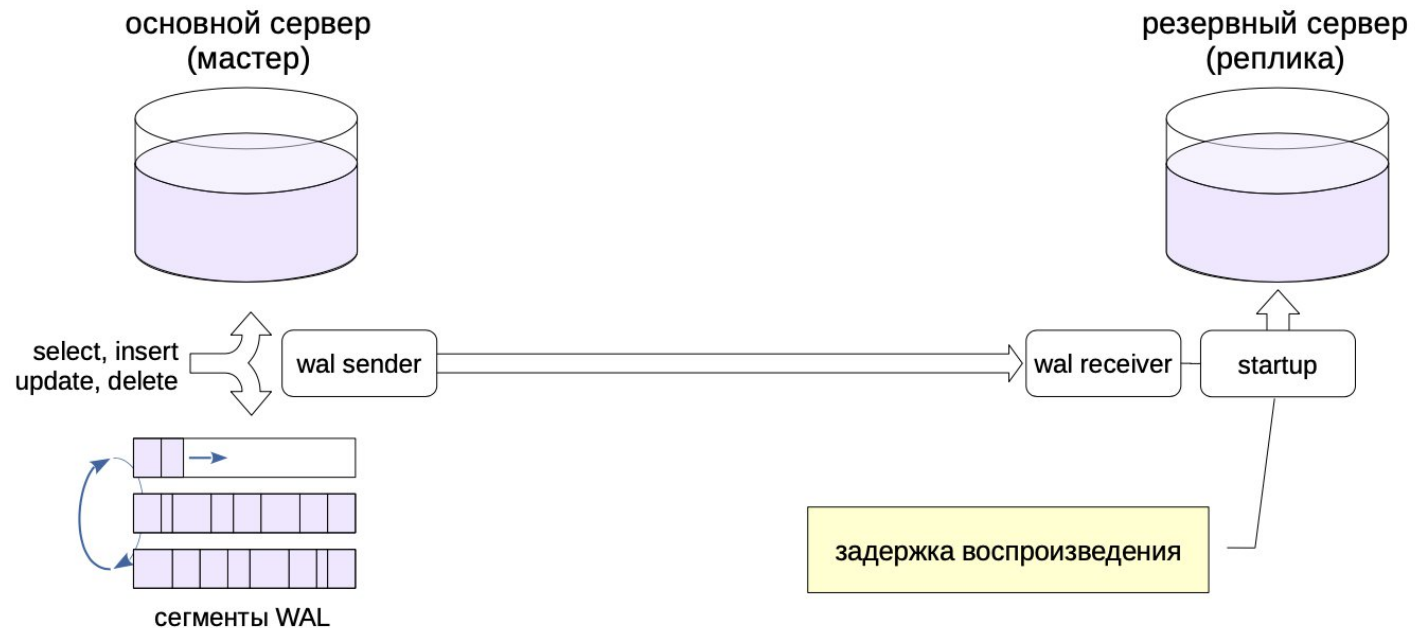 основной сервер
(мастер)
резервный сервер
(реплика)
select, insert
update, delete
wal sender
wal receiver
startup
задержка воспроизведения
сегменты WAL